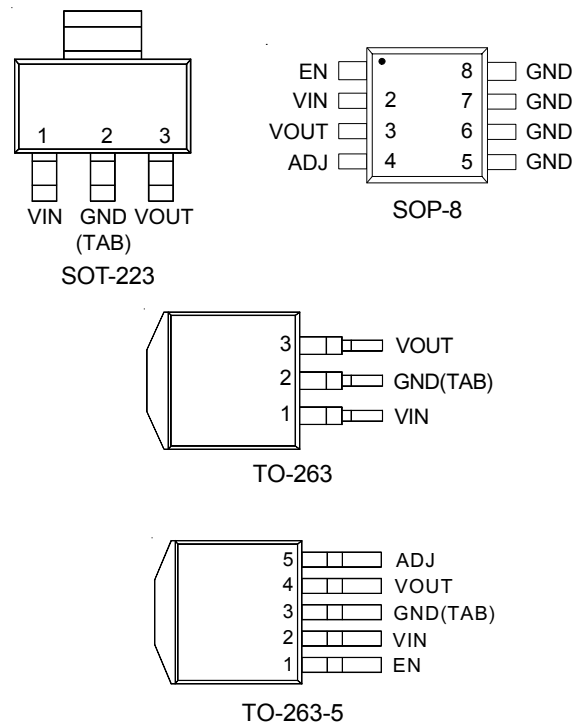 1 2 3
VIN GND VOUT
(TAB)
SOT-223
EN 8 GND
VIN 2 7 GND
VOUT 3 6 GND
ADJ 4 5 GND
SOP-8
3 VOUT
2 GND(TAB)
1 VIN
TO-263
5 ADJ
4 VOUT
3 GND(TAB)
2 VIN
1 EN
TO-263-5